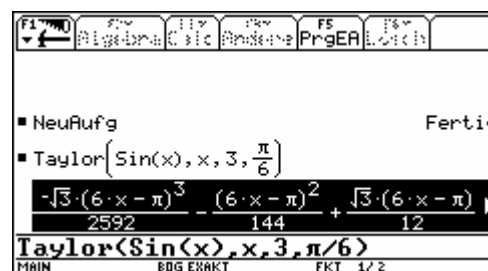 F1 F2 Algebra F3 Calc F4 Andere F5 PrgEA F6 Lösch
■ NeuAufg Ferti
■ Taylor(Sin(x),x,3,π/6)
-√3·(6·x-π)^3/2592 - (6·x-π)^2/144 + √3·(6·x-π)/12
Taylor(Sin(x),x,3,π/6)
MAIN BOG EXAKT FKT 1/2